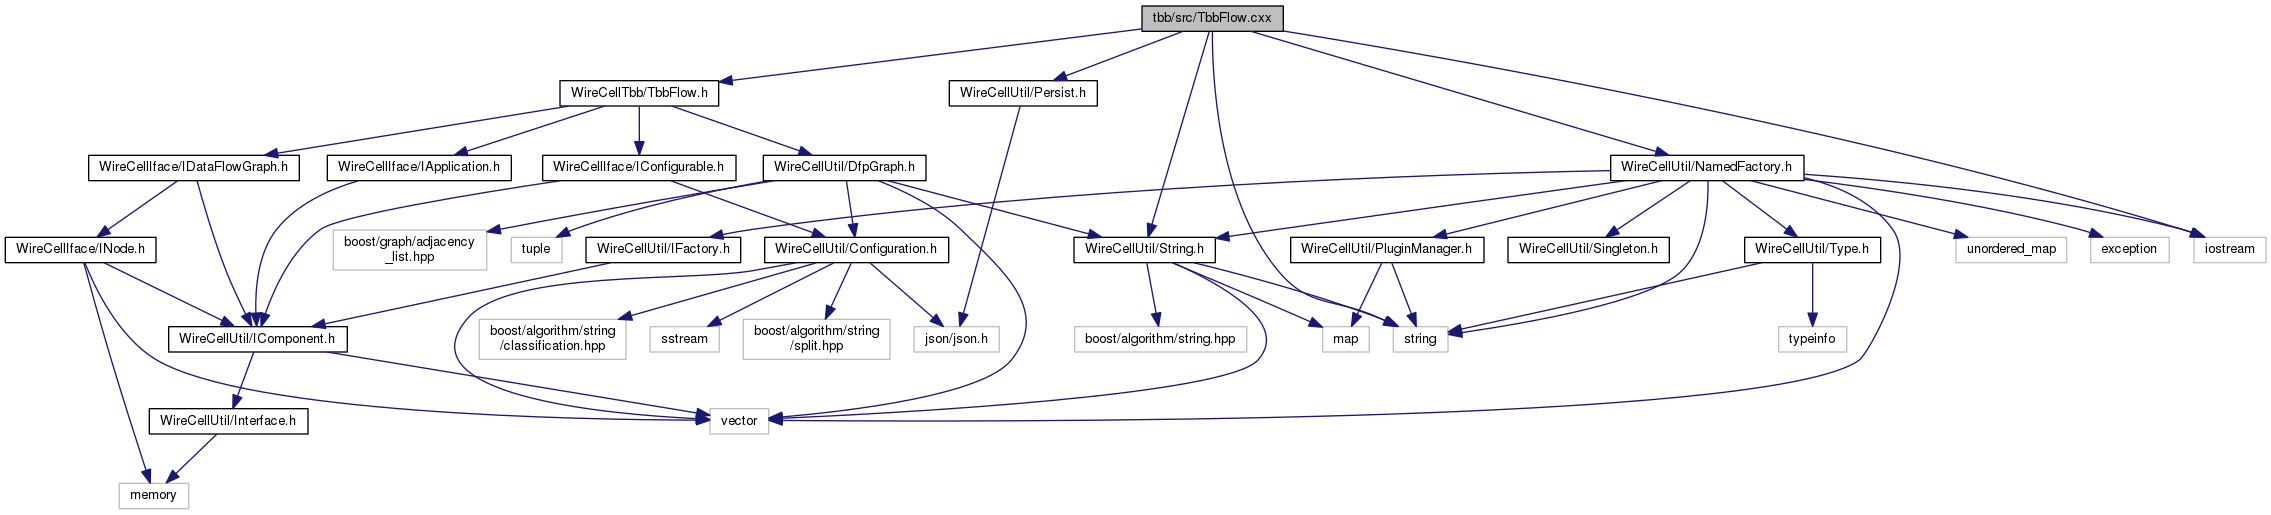 tbb/src/TbbFlow.cxx
WireCellTbb/TbbFlow.h
WireCellUtil/Persist.h
WireCellIface/IDataFlowGraph.h
WireCellIface/IApplication.h
WireCellIface/IConfigurable.h
WireCellUtil/DfpGraph.h
WireCellUtil/NamedFactory.h
WireCellIface/INode.h
boost/graph/adjacency
_list.hpp
tuple
WireCellUtil/IFactory.h
WireCellUtil/Configuration.h
WireCellUtil/String.h
WireCellUtil/PluginManager.h
WireCellUtil/Singleton.h
WireCellUtil/Type.h
unordered_map
exception
iostream
WireCellUtil/IComponent.h
boost/algorithm/string
/classification.hpp
sstream
boost/algorithm/string
/split.hpp
json/json.h
boost/algorithm/string.hpp
map
string
typeinfo
WireCellUtil/Interface.h
vector
memory